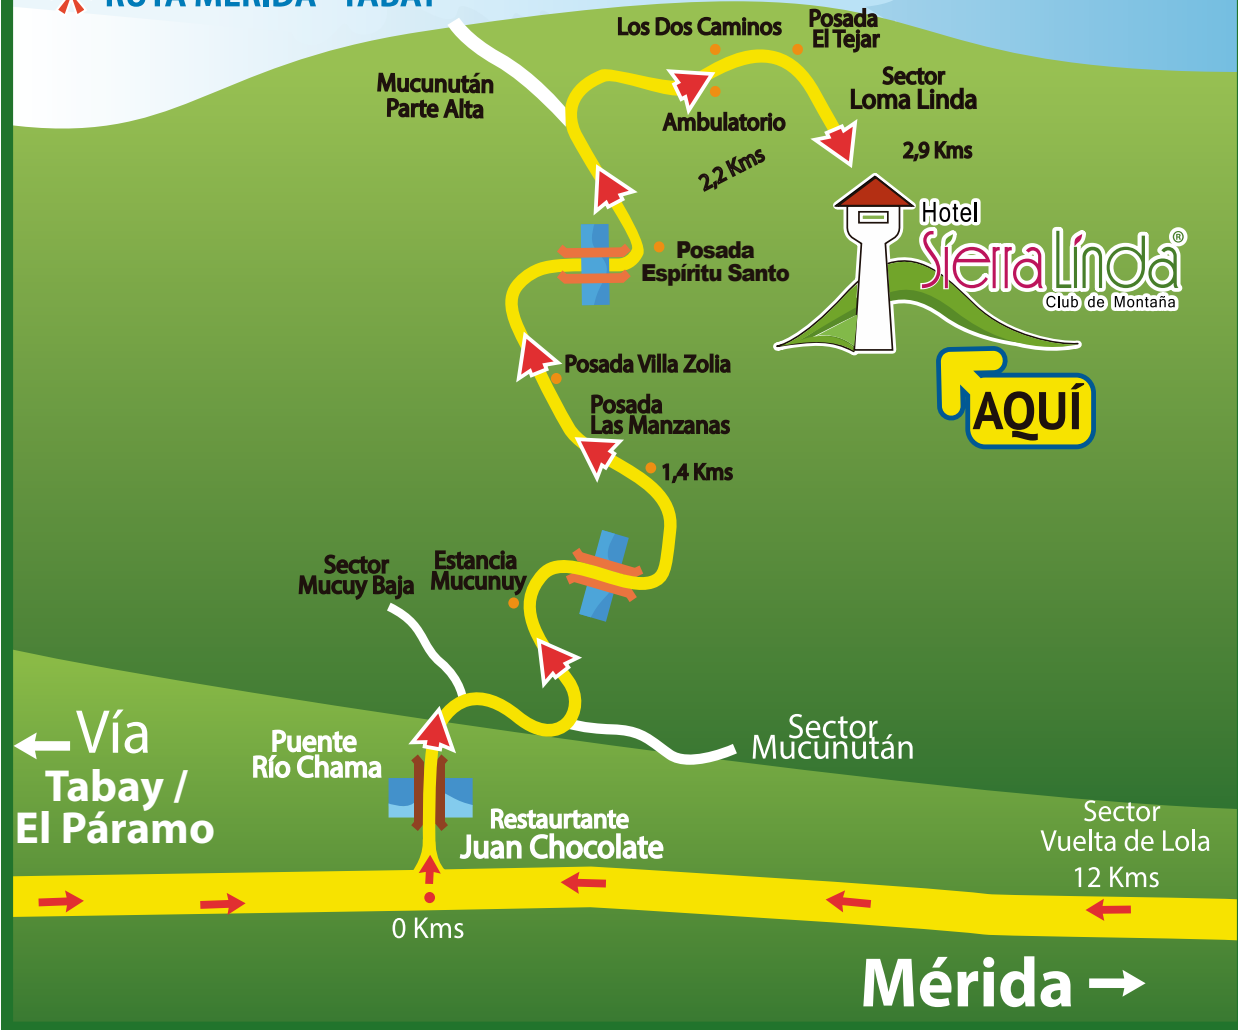 RUTA MÉRIDA - TABAY
Los Dos Caminos
Posada
El Tejar
Mucunután
Parte Alta
Sector
Loma Linda
Ambulatorio
2,2 Kms
2,9 Kms
Hotel
Sierra Linda®
Club de Montaña
Posada
Espíritu Santo
AQUÍ
Posada Villa Zolia
Posada
Las Manzanas
1,4 Kms
Sector
Mucuy Baja
Estancia
Mucunuy
Vía
Tabay /
El Páramo
Puente
Río Chama
Sector
Mucunután
Restaurtante
Juan Chocolate
Sector
Vuelta de Lola
12 Kms
0 Kms
Mérida